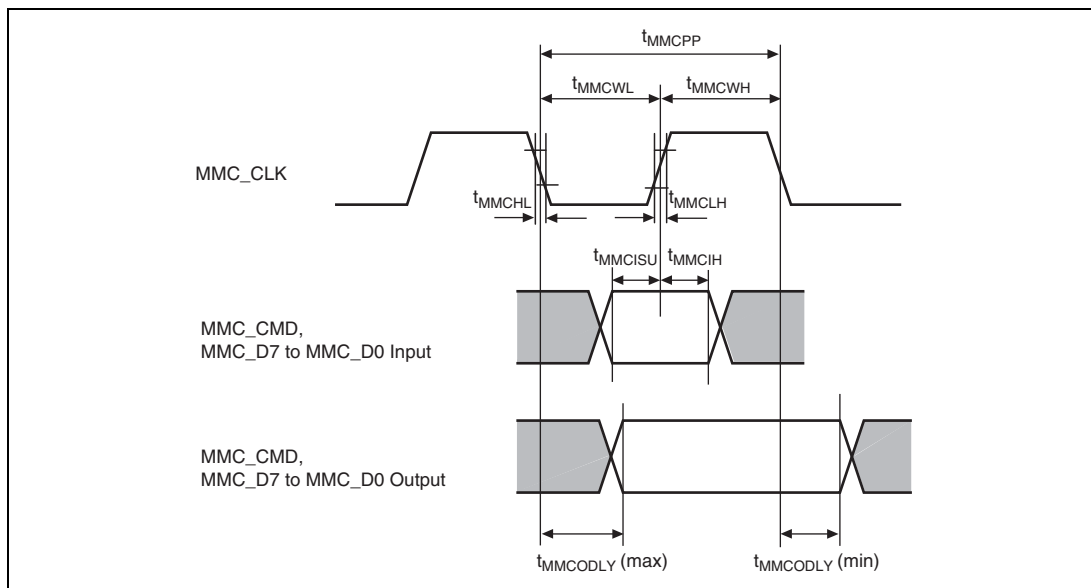 tMMCPP
tMMCWL
tMMCWH
MMC_CLK
tMMCHL
tMMCLH
tMMCISU
tMMCIH
MMC_CMD,
MMC_D7 to MMC_D0 Input
MMC_CMD,
MMC_D7 to MMC_D0 Output
tMMCODLY (max)
tMMCODLY (min)